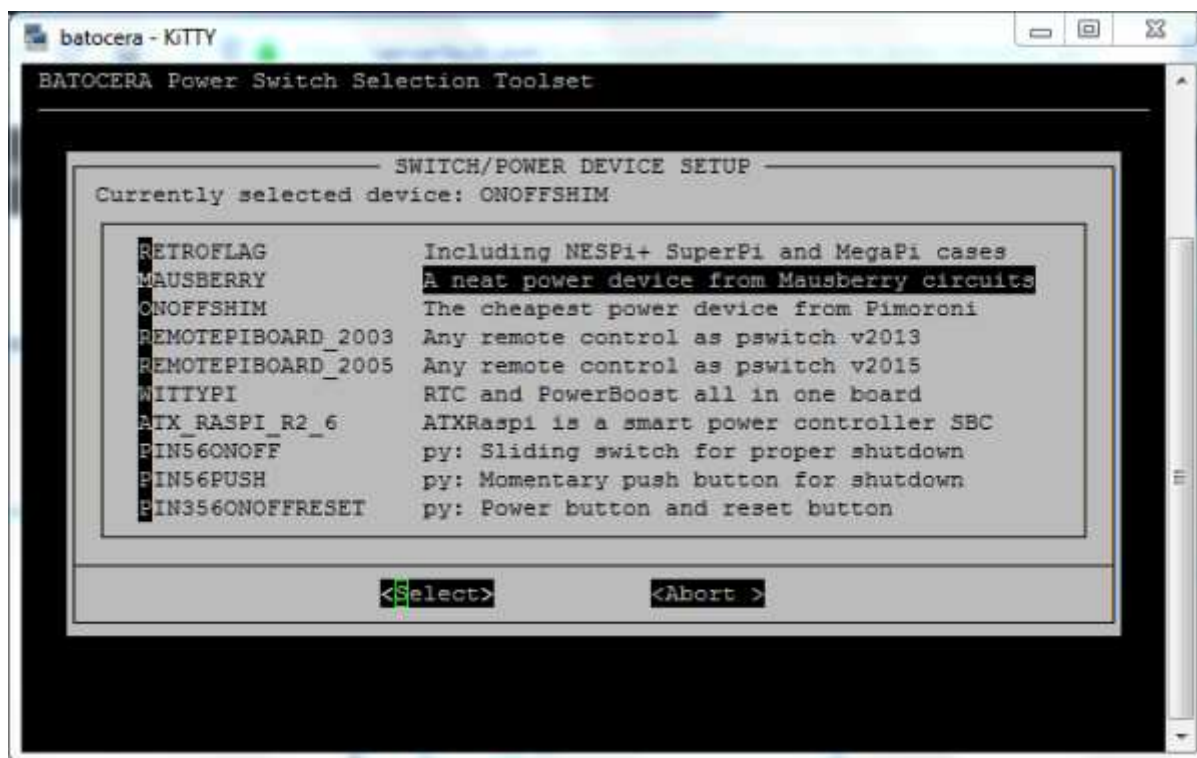 batocera - KiTTY
BATOCERA Power Switch Selection Toolset
SWITCH/POWER DEVICE SETUP
Currently selected device: ONOFFSHIM
RETROFLAG Including NESPi+ SuperPi and MegaPi cases
MAUSBERRY A neat power device from Mausberry circuits
ONOFFSHIM The cheapest power device from Pimoroni
REMOTEPIBOARD_2003 Any remote control as pswitch v2013
REMOTEPIBOARD_2005 Any remote control as pswitch v2015
WITTYPI RTC and PowerBoost all in one board
ATX_RASPI_R2_6 ATXRaspi is a smart power controller SBC
PIN56ONOFF py: Sliding switch for proper shutdown
PIN56PUSH py: Momentary push button for shutdown
PIN356ONOFFRESET py: Power button and reset button
<Select> <Abort >